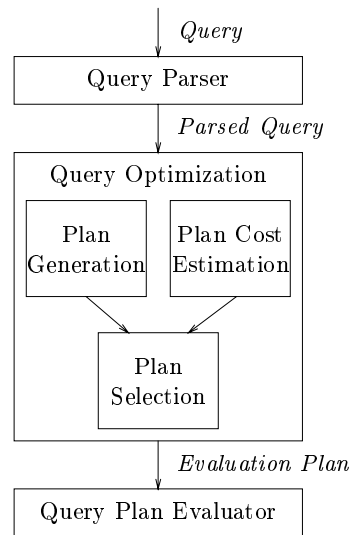 Query
Query Parser
Parsed Query
Query Optimization
Plan
Generation
Plan Cost
Estimation
Plan
Selection
Evaluation Plan
Query Plan Evaluator